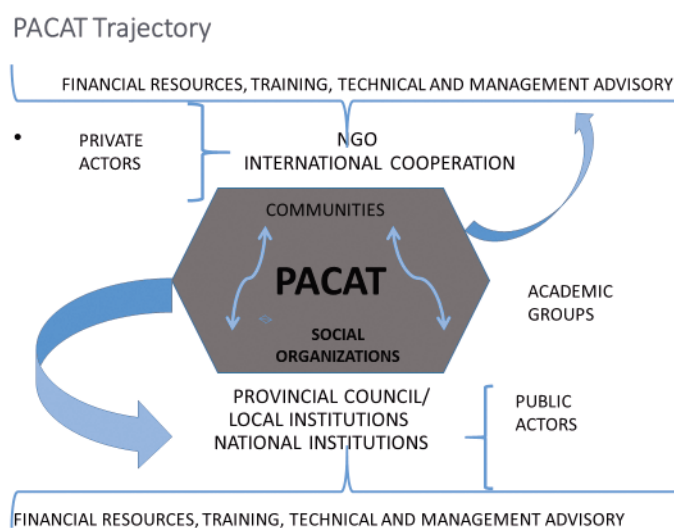 PACAT Trajectory
FINANCIAL RESOURCES, TRAINING, TECHNICAL AND MANAGEMENT ADVISORY
• PRIVATE
ACTORS
NGO
INTERNATIONAL COOPERATION
COMMUNITIES
PACAT
SOCIAL
ORGANIZATIONS
ACADEMIC
GROUPS
PROVINCIAL COUNCIL/
LOCAL INSTITUTIONS
NATIONAL INSTITUTIONS
PUBLIC
ACTORS
FINANCIAL RESOURCES, TRAINING, TECHNICAL AND MANAGEMENT ADVISORY